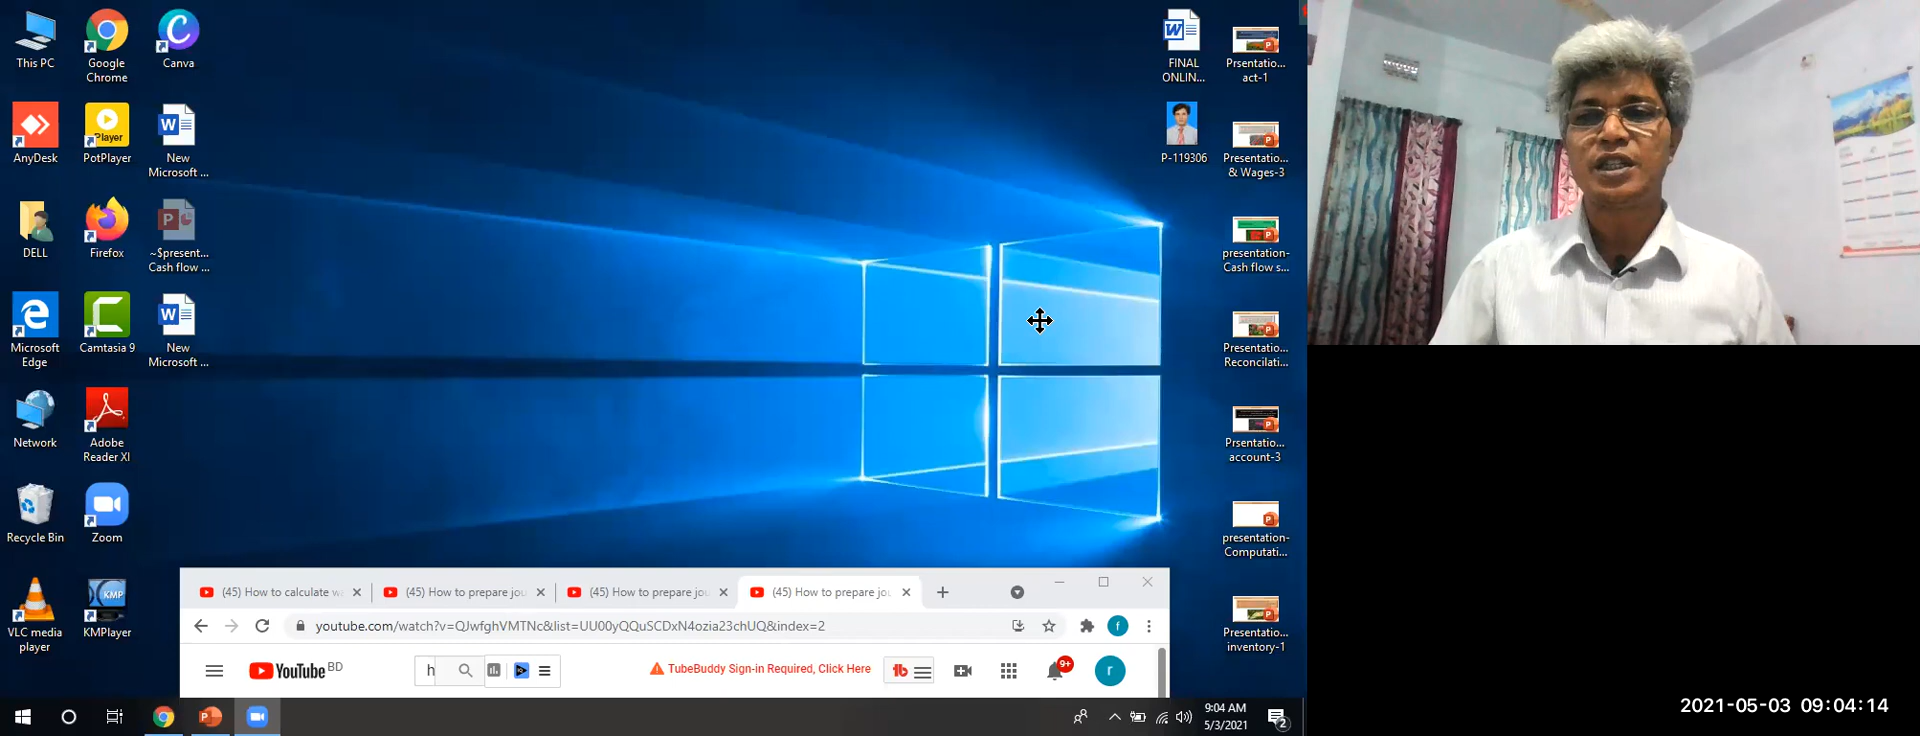 This PC
Google
Chrome
Canva
AnyDesk
Player
PotPlayer
New
Microsoft ...
DELL
Firefox
~$present...
Cash flow ...
Microsoft
Edge
Camtasia 9
New
Microsoft ...
Network
Adobe
Reader XI
Recycle Bin
Zoom
VLC media
player
KMP
KMPlayer
FINAL
ONLIN...
Prsentatio...
act-1
P-119306
Presentatio...
& Wages-3
presentation-
Cash flow s...
Presentatio...
Reconcilati...
Prsentatio...
account-3
presentation-
Computati...
Presentatio...
inventory-1
(45) How to calculate wa
(45) How to prepare jou
(45) How to prepare jou
(45) How to prepare jou
youtube.com/watch?v=QJwfghVMTNc&list=UU00yQQuSCDxN4ozia23chUQ&index=2
f
YouTube BD
h
TubeBuddy Sign-in Required, Click Here
tb
9+
r
9:04 AM
5/3/2021
2
2021-05-03 09:04:14